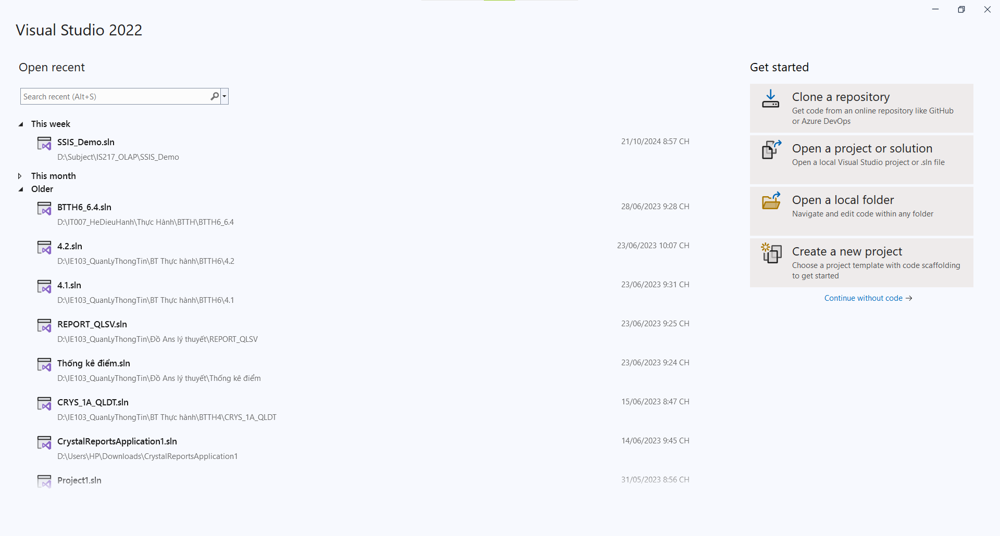 Visual Studio 2022
Open recent
Search recent (Alt+S)
This week
SSIS_Demo.sln
21/10/2024 8:57 CH
D:\Subject\IS217_OLAP\SSIS_Demo
This month
Older
BTTH6_6.4.sln
28/06/2023 9:28 CH
D:\IT007_HeDieuHanh\Thực Hành\BTTH\BTTH6_6.4
4.2.sln
23/06/2023 10:07 CH
D:\IE103_QuanLyThongTin\BT Thực hành\BTTH6\4.2
4.1.sln
23/06/2023 9:31 CH
D:\IE103_QuanLyThongTin\BT Thực hành\BTTH6\4.1
REPORT_QLSV.sln
23/06/2023 9:25 CH
D:\IE103_QuanLyThongTin\Đồ Ans lý thuyết\REPORT_QLSV
Thống kê điểm.sln
23/06/2023 9:24 CH
D:\IE103_QuanLyThongTin\Đồ Ans lý thuyết\Thống kê điểm
CRYS_1A_QLDT.sln
15/06/2023 8:47 CH
D:\IE103_QuanLyThongTin\BT Thực hành\BTTH4\CRYS_1A_QLDT
CrystalReportsApplication1.sln
14/06/2023 9:45 CH
D:\Users\HP\Downloads\CrystalReportsApplication1
Project1.sln
31/05/2023 8:56 CH
Get started
Clone a repository
Get code from an online repository like GitHub
or Azure DevOps
Open a project or solution
Open a local Visual Studio project or .sln file
Open a local folder
Navigate and edit code within any folder
Create a new project
Choose a project template with code scaffolding
to get started
Continue without code →